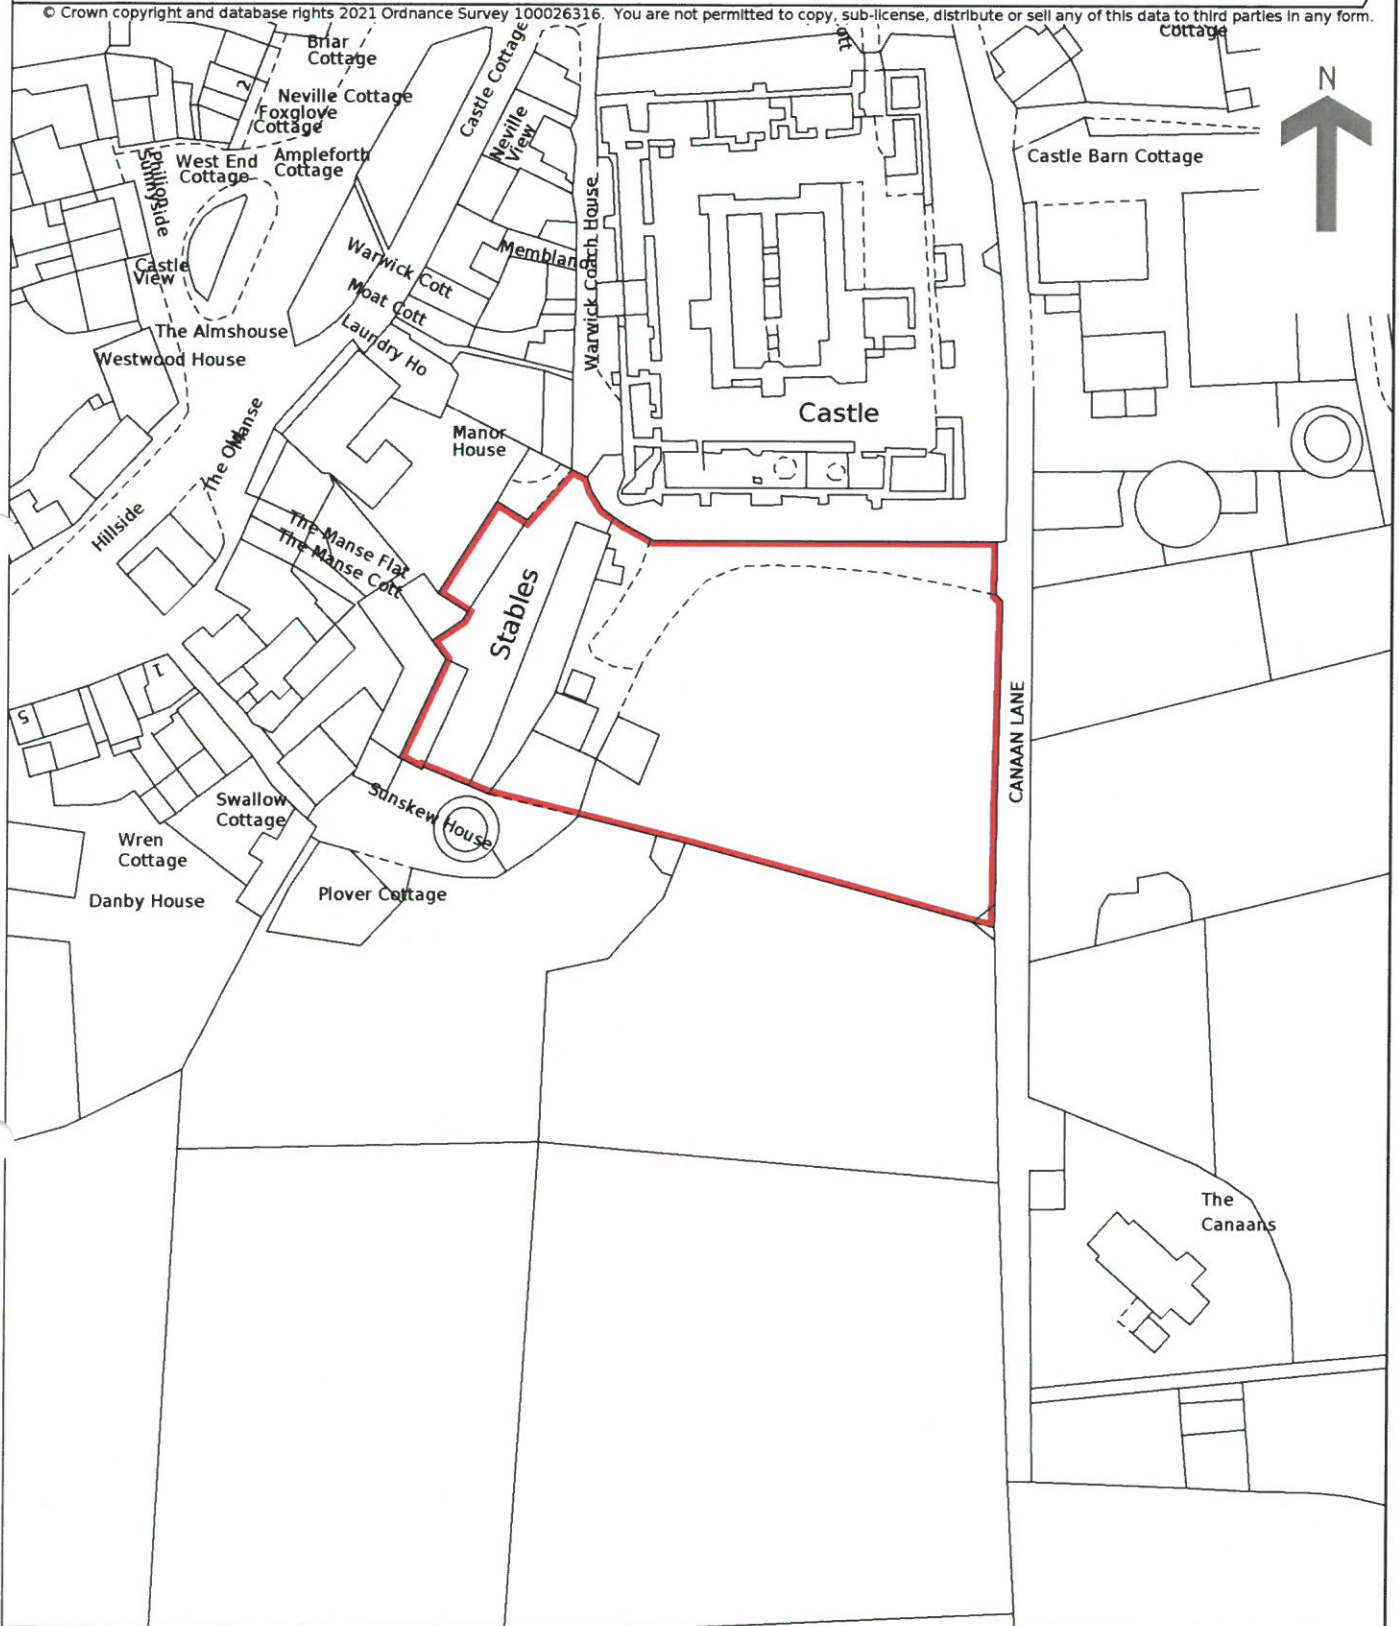 © Crown copyright and database rights 2021 Ordnance Survey 100026316. You are not permitted to copy, sub-license, distribute or sell any of this data to third parties in any form.
Cottage
ott
Briar
Cottage
2
Neville Cottage
Foxglove
Cottage
Castle Cottage
Neville
View
N
Castle Barn Cottage
West End
Cottage
Ampleforth
Cottage
Sunnyside
Warwick Coach House
Membland
Warwick Cott
Castle
View
Moat Cott
The Almshouse
Laundry Ho
Westwood House
Castle
The Old
Manse
Manor
House
Hillside
The Manse Flat
The Manse Cott
Stables
1
5
CANAAN LANE
Sunskew House
Swallow
Cottage
Wren
Cottage
Danby House
Plover Cottage
The
Canaans